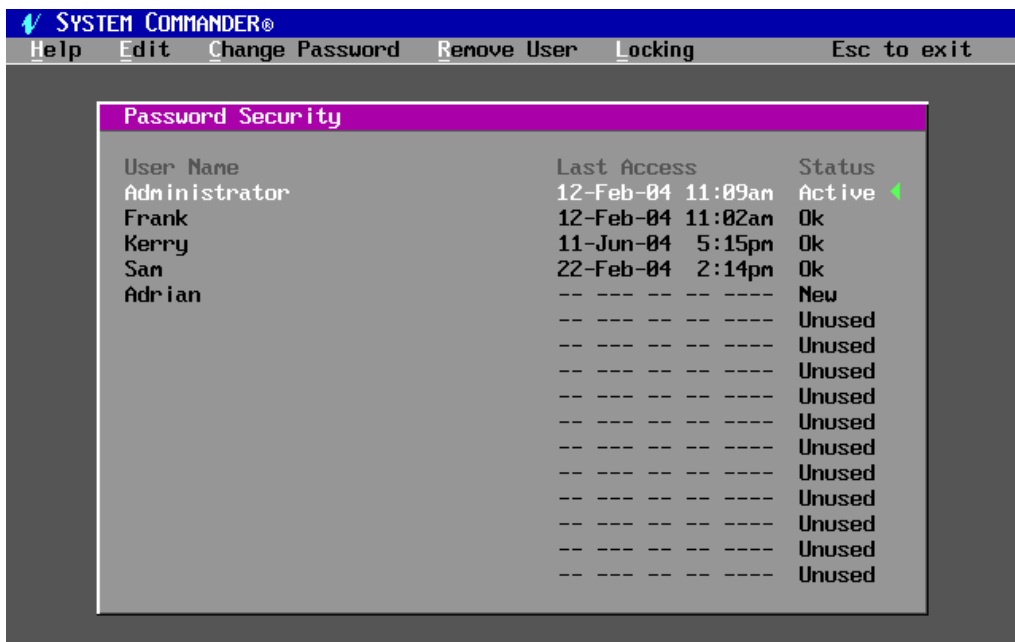 SYSTEM COMMANDER®
Help Edit Change Password Remove User Locking Esc to exit
Password Security
User Name Last Access Status
Administrator 12-Feb-04 11:09am Active
Frank 12-Feb-04 11:02am Ok
Kerry 11-Jun-04 5:15pm Ok
Sam 22-Feb-04 2:14pm Ok
Adrian -- --- -- -- ---- New
-- --- -- -- ---- Unused
-- --- -- -- ---- Unused
-- --- -- -- ---- Unused
-- --- -- -- ---- Unused
-- --- -- -- ---- Unused
-- --- -- -- ---- Unused
-- --- -- -- ---- Unused
-- --- -- -- ---- Unused
-- --- -- -- ---- Unused
-- --- -- -- ---- Unused
-- --- -- -- ---- Unused